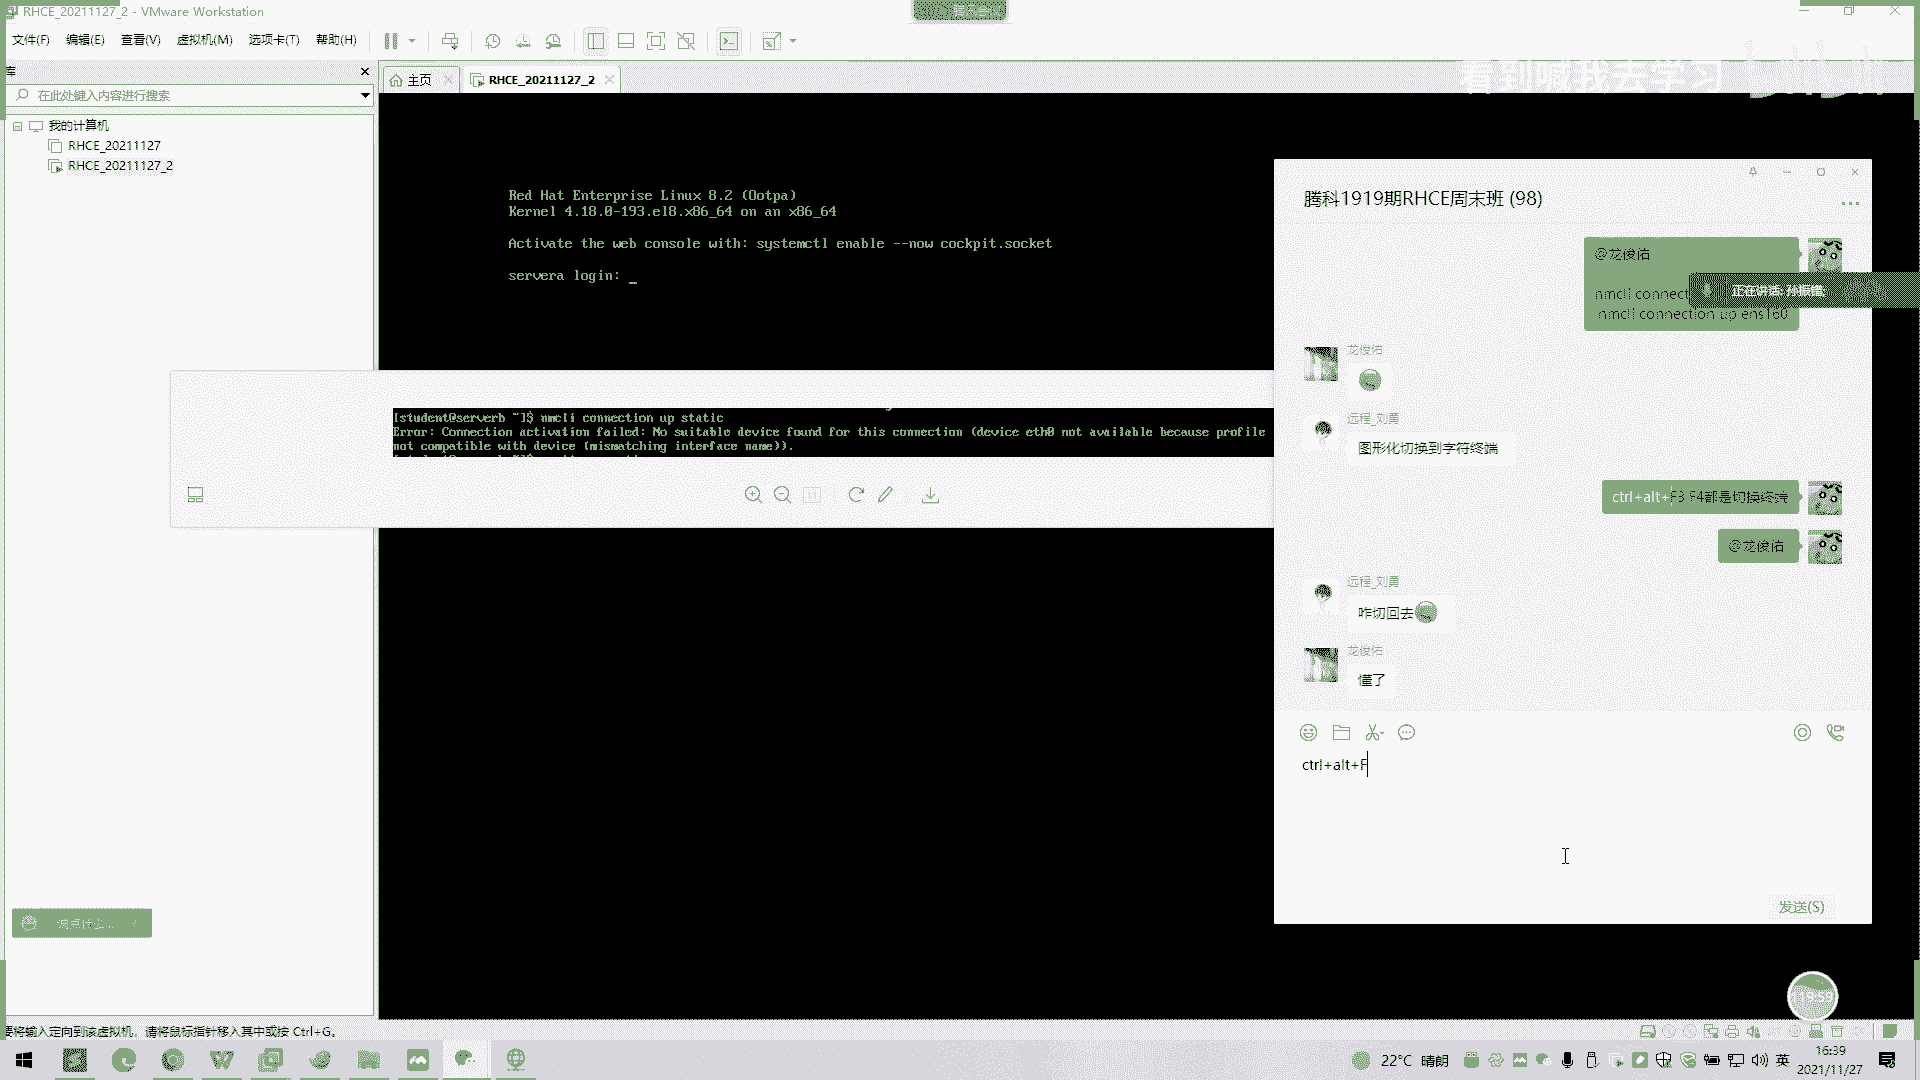 RHCE_20211127_2 - VMware Workstation
文件(F) 编辑(E) 查看(V) 虚拟机(M) 选项卡(T) 帮助(H)
库
主页
RHCE_20211127_2
看到喊我去学习
在此处键入内容进行搜索
我的计算机
RHCE_20211127
RHCE_20211127_2
Red Hat Enterprise Linux 8.2 (Ootpa)
Kernel 4.18.0-193.el8.x86_64 on an x86_64
Activate the web console with: systemctl enable --now cockpit.socket
servera login: _
[student@serverb ~]$ nmcli connection up static
Error: Connection activation failed: No suitable device found for this connection (device eth0 not available because profile
not compatible with device (mismatching interface name)).
腾科1919期RHCE周末班 (98)
@龙俊佑
nmcli connect
正在讲话: 孙振
nmcli connection up ens160
龙俊佑
远程_刘勇
图形化切换到字符终端
ctrl+alt+F3 F4都是切换终端
@龙俊佑
远程_刘勇
咋切回去
龙俊佑
懂了
ctrl+alt+F
发送(S)
要将输入定向到该虚拟机，请将鼠标指针移入其中或按 Ctrl+G。
22°C 晴朗
英
16:39
2021/11/27